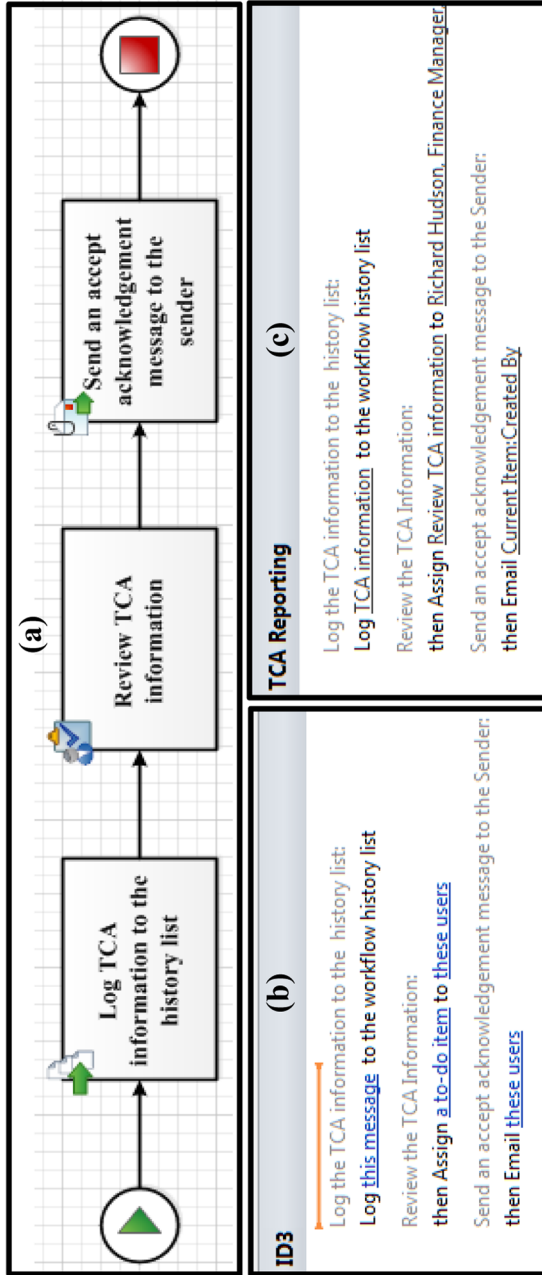 (a)
Log TCA
information to the
history list
Review TCA
information
Send an accept
acknowledgement
message to the
sender
(b)
ID3
Log the TCA information to the history list:
Log this message to the workflow history list
Review the TCA Information:
then Assign a to-do item to these users
Send an accept acknowledgement message to the Sender:
then Email these users
(c)
TCA Reporting
Log the TCA information to the history list:
Log TCA information to the workflow history list
Review the TCA Information:
then Assign Review TCA information to Richard Hudson, Finance Manager,
Send an accept acknowledgement message to the Sender:
then Email Current Item:Created By